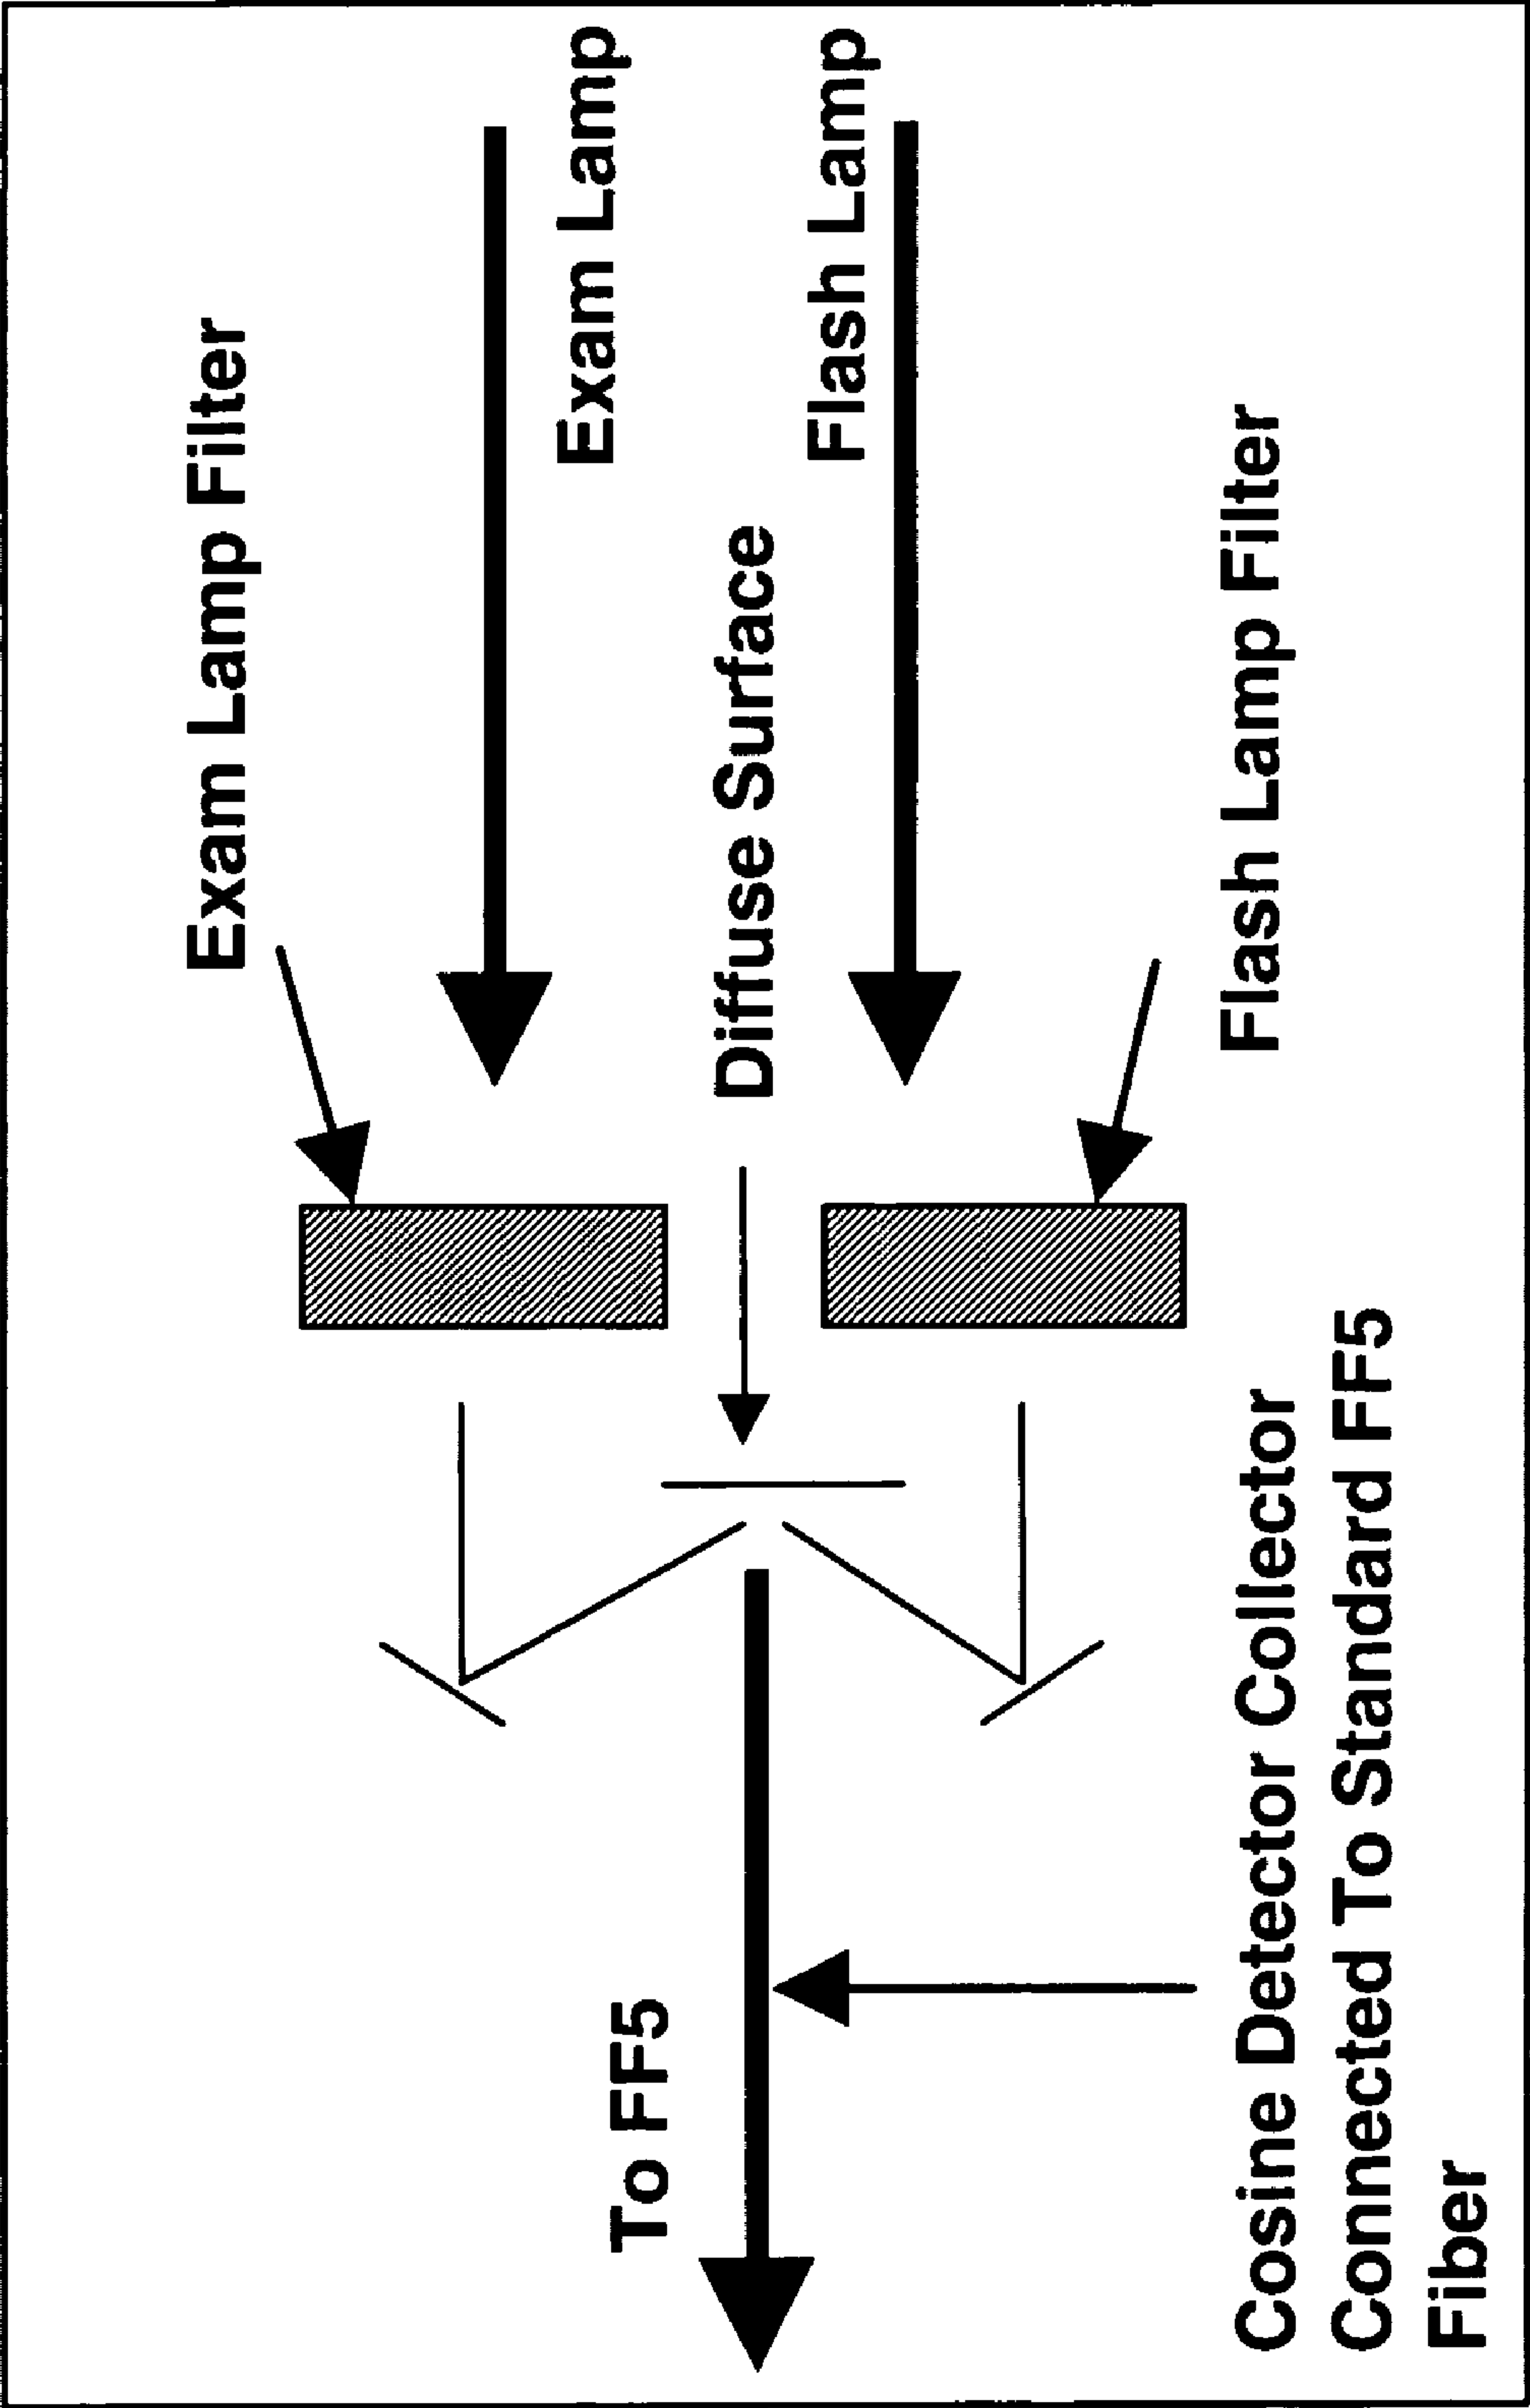 Exam Lamp Filter
Exam Lamp
Flash Lamp
Diffuse Surface
Flash Lamp Filter
To FF5
Cosine Detector Collector
Connected To Standard FF5
Fiber